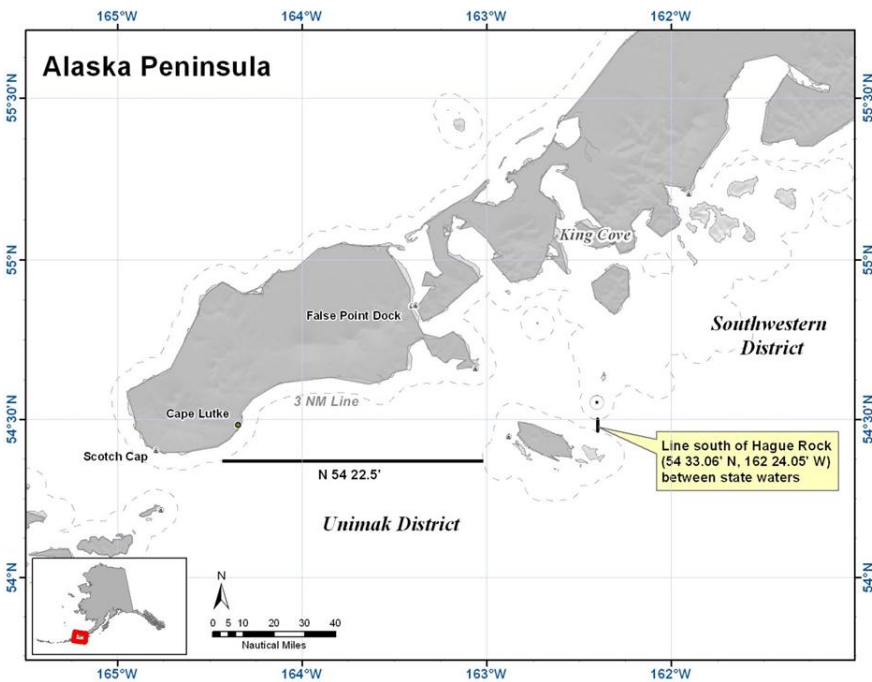 165°W
164°W
163°W
162°W
Alaska Peninsula
55°30'N
55°30'N
King Cove
55°N
55°N
False Point Dock
Southwestern
District
3 NM Line
Cape Lutke
54°30'N
54°30'N
Scotch Cap
Line south of Hague Rock
(54 33.06' N, 162 24.05' W)
between state waters
N 54 22.5'
Unimak District
54°N
54°N
N
0 5 10 20 30 40
Nautical Miles
165°W
164°W
163°W
162°W